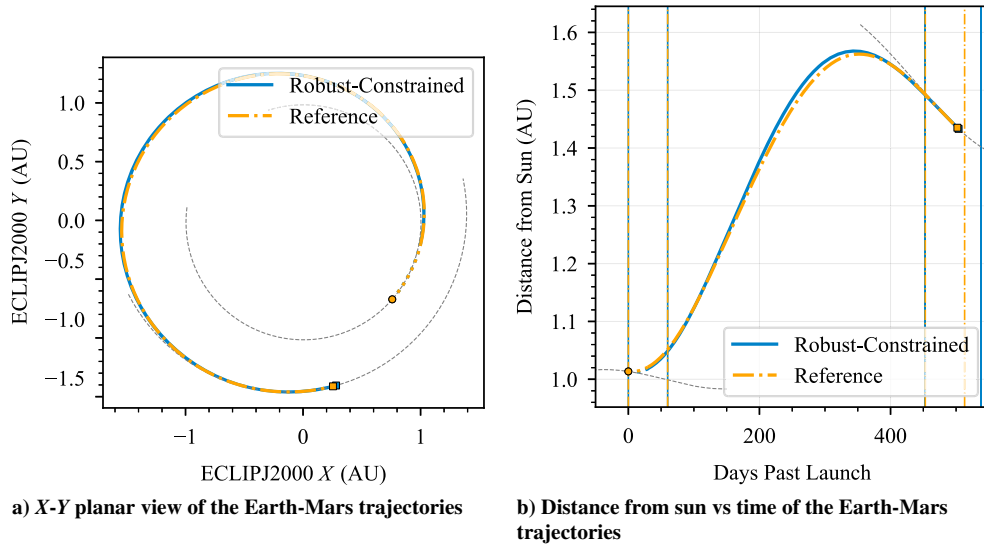 Robust-Constrained
Reference
1.0
0.5
0.0
−0.5
−1.0
−1.5
ECLIPJ2000 Y (AU)
−1
0
1
ECLIPJ2000 X (AU)
a) X-Y planar view of the Earth-Mars trajectories
1.6
1.5
1.4
1.3
1.2
1.1
1.0
Distance from Sun (AU)
Robust-Constrained
Reference
0
200
400
Days Past Launch
b) Distance from sun vs time of the Earth-Mars
trajectories